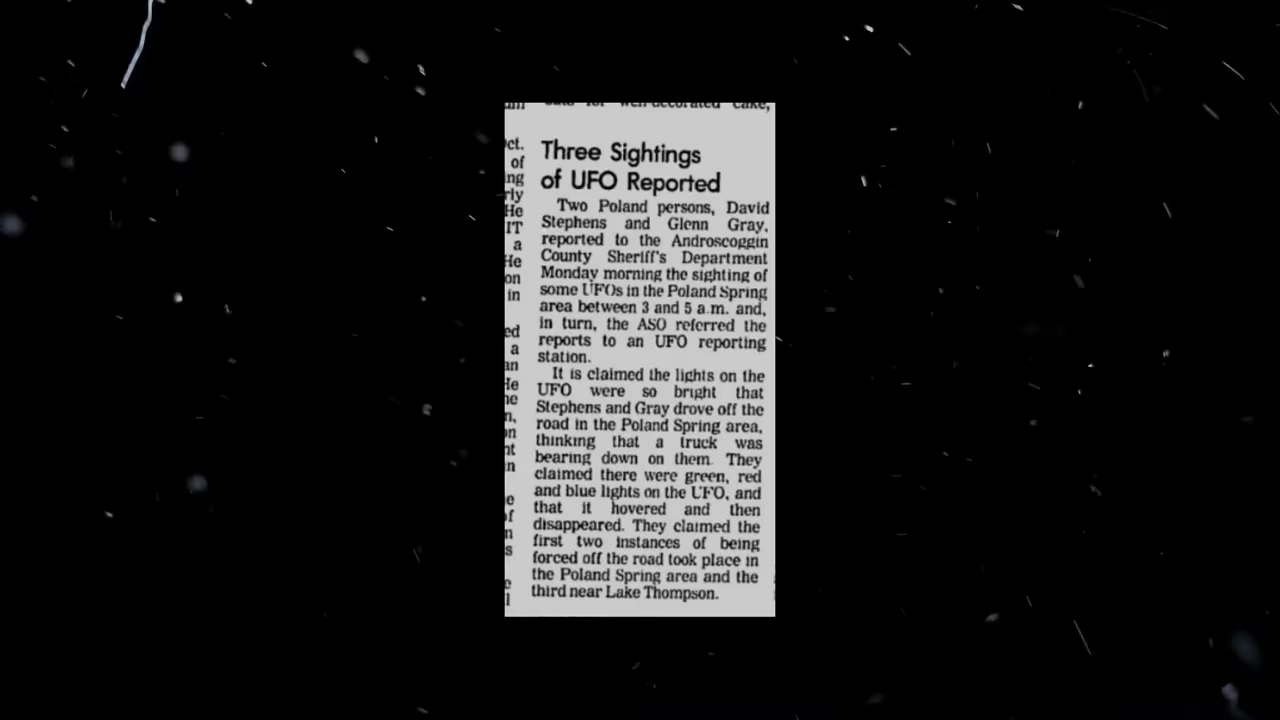 oats for well-decorated cake,
Three Sightings
of UFO Reported
Two Poland persons, David
Stephens and Glenn Gray,
reported to the Androscoggin
County Sheriff's Department
Monday morning the sighting of
some UFOs in the Poland Spring
area between 3 and 5 a.m. and,
in turn, the ASO referred the
reports to an UFO reporting
station.
It is claimed the lights on the
UFO were so bright that
Stephens and Gray drove off the
road in the Poland Spring area,
thinking that a truck was
bearing down on them. They
claimed there were green, red
and blue lights on the UFO, and
that it hovered and then
disappeared. They claimed the
first two instances of being
forced off the road took place in
the Poland Spring area and the
third near Lake Thompson.